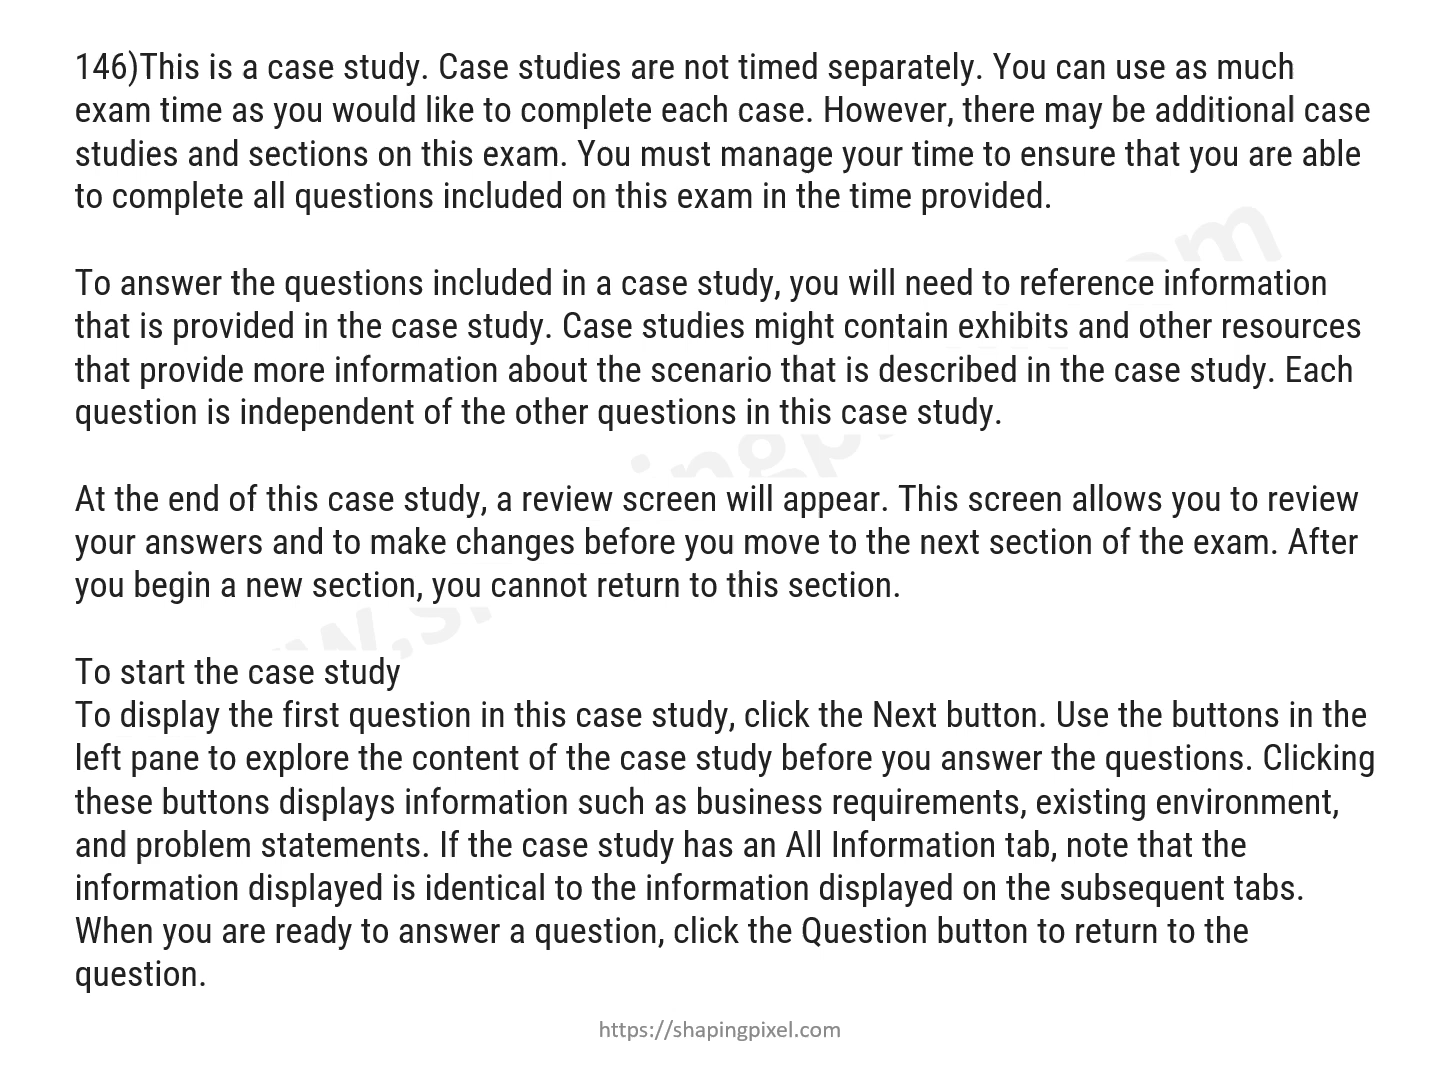 146)This is a case study. Case studies are not timed separately. You can use as much
exam time as you would like to complete each case. However, there may be additional case
studies and sections on this exam. You must manage your time to ensure that you are able
to complete all questions included on this exam in the time provided.
To answer the questions included in a case study, you will need to reference information
that is provided in the case study. Case studies might contain exhibits and other resources
that provide more information about the scenario that is described in the case study. Each
question is independent of the other questions in this case study.
At the end of this case study, a review screen will appear. This screen allows you to review
your answers and to make changes before you move to the next section of the exam. After
you begin a new section, you cannot return to this section.
To start the case study
To display the first question in this case study, click the Next button. Use the buttons in the
left pane to explore the content of the case study before you answer the questions. Clicking
these buttons displays information such as business requirements, existing environment,
and problem statements. If the case study has an All Information tab, note that the
information displayed is identical to the information displayed on the subsequent tabs.
When you are ready to answer a question, click the Question button to return to the
question.
https://shapingpixel.com